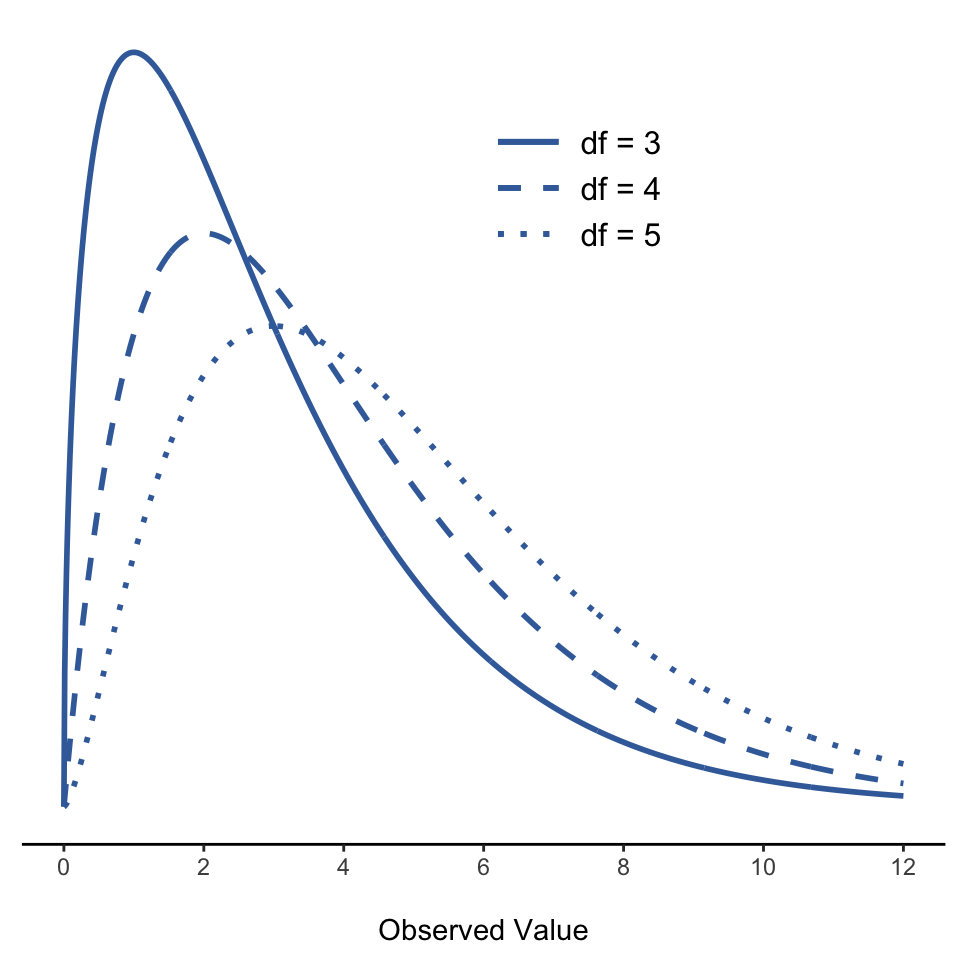 df = 3
df = 4
df = 5
0 2 4 6 8 10 12
Observed Value